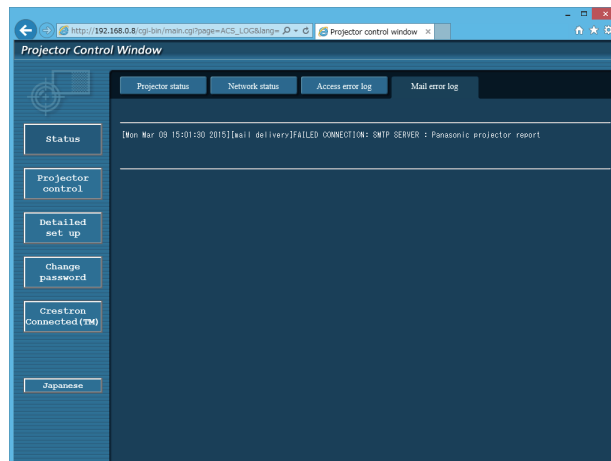 http://192.168.0.8/cgi-bin/main.cgi?page=ACS_LOG&lang=
Projector control window
Projector Control Window
Projector status
Network status
Access error log
Mail error log
[Mon Mar 09 15:01:30 2015][mail delivery]FAILED CONNECTION: SMTP SERVER : Panasonic projector report
Status
Projector
control
Detailed
set up
Change
password
Crestron
Connected(TM)
Japanese